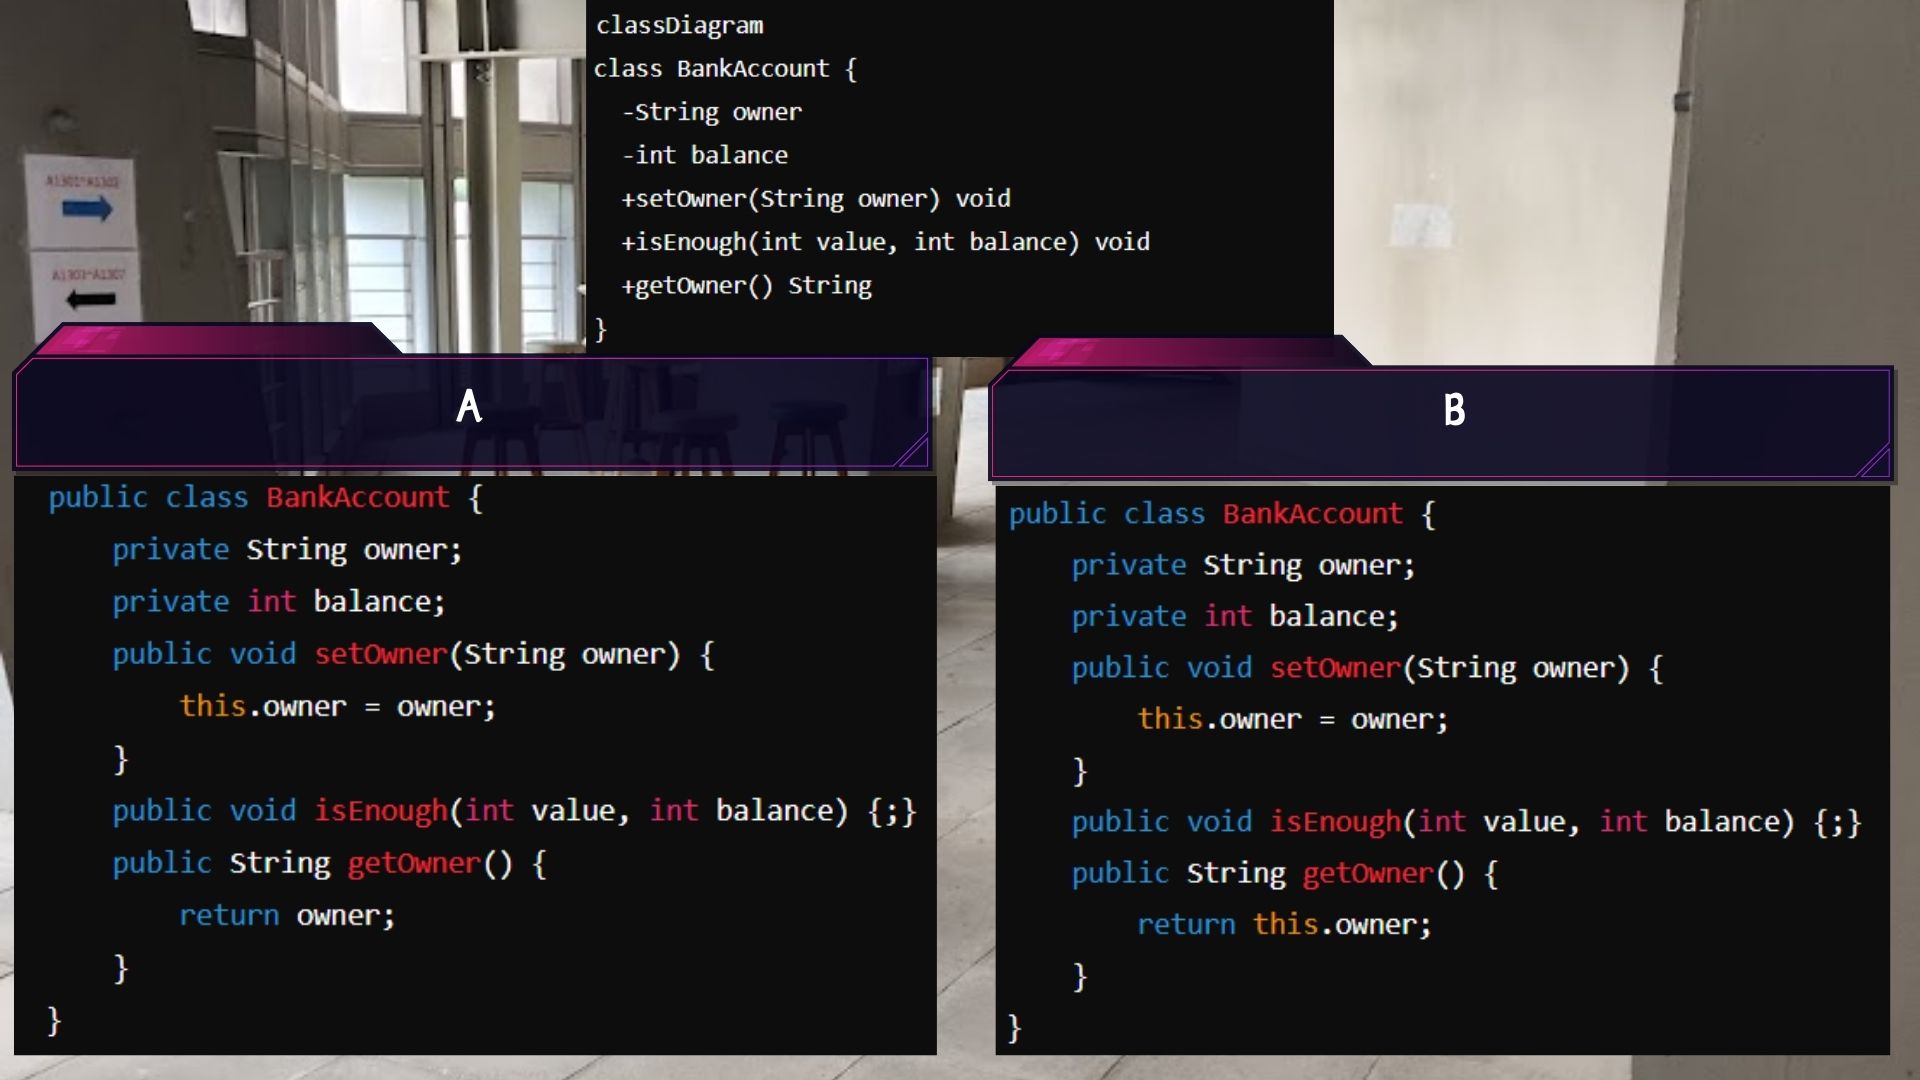 classDiagram
class BankAccount {
-String owner
-int balance
+setOwner(String owner) void
+isEnough(int value, int balance) void
+getOwner() String
}
A1301~A1302
A1303~A1307
A
public class BankAccount {
private String owner;
private int balance;
public void setOwner(String owner) {
this.owner = owner;
}
public void isEnough(int value, int balance) {;}
public String getOwner() {
return owner;
}
}
B
public class BankAccount {
private String owner;
private int balance;
public void setOwner(String owner) {
this.owner = owner;
}
public void isEnough(int value, int balance) {;}
public String getOwner() {
return this.owner;
}
}